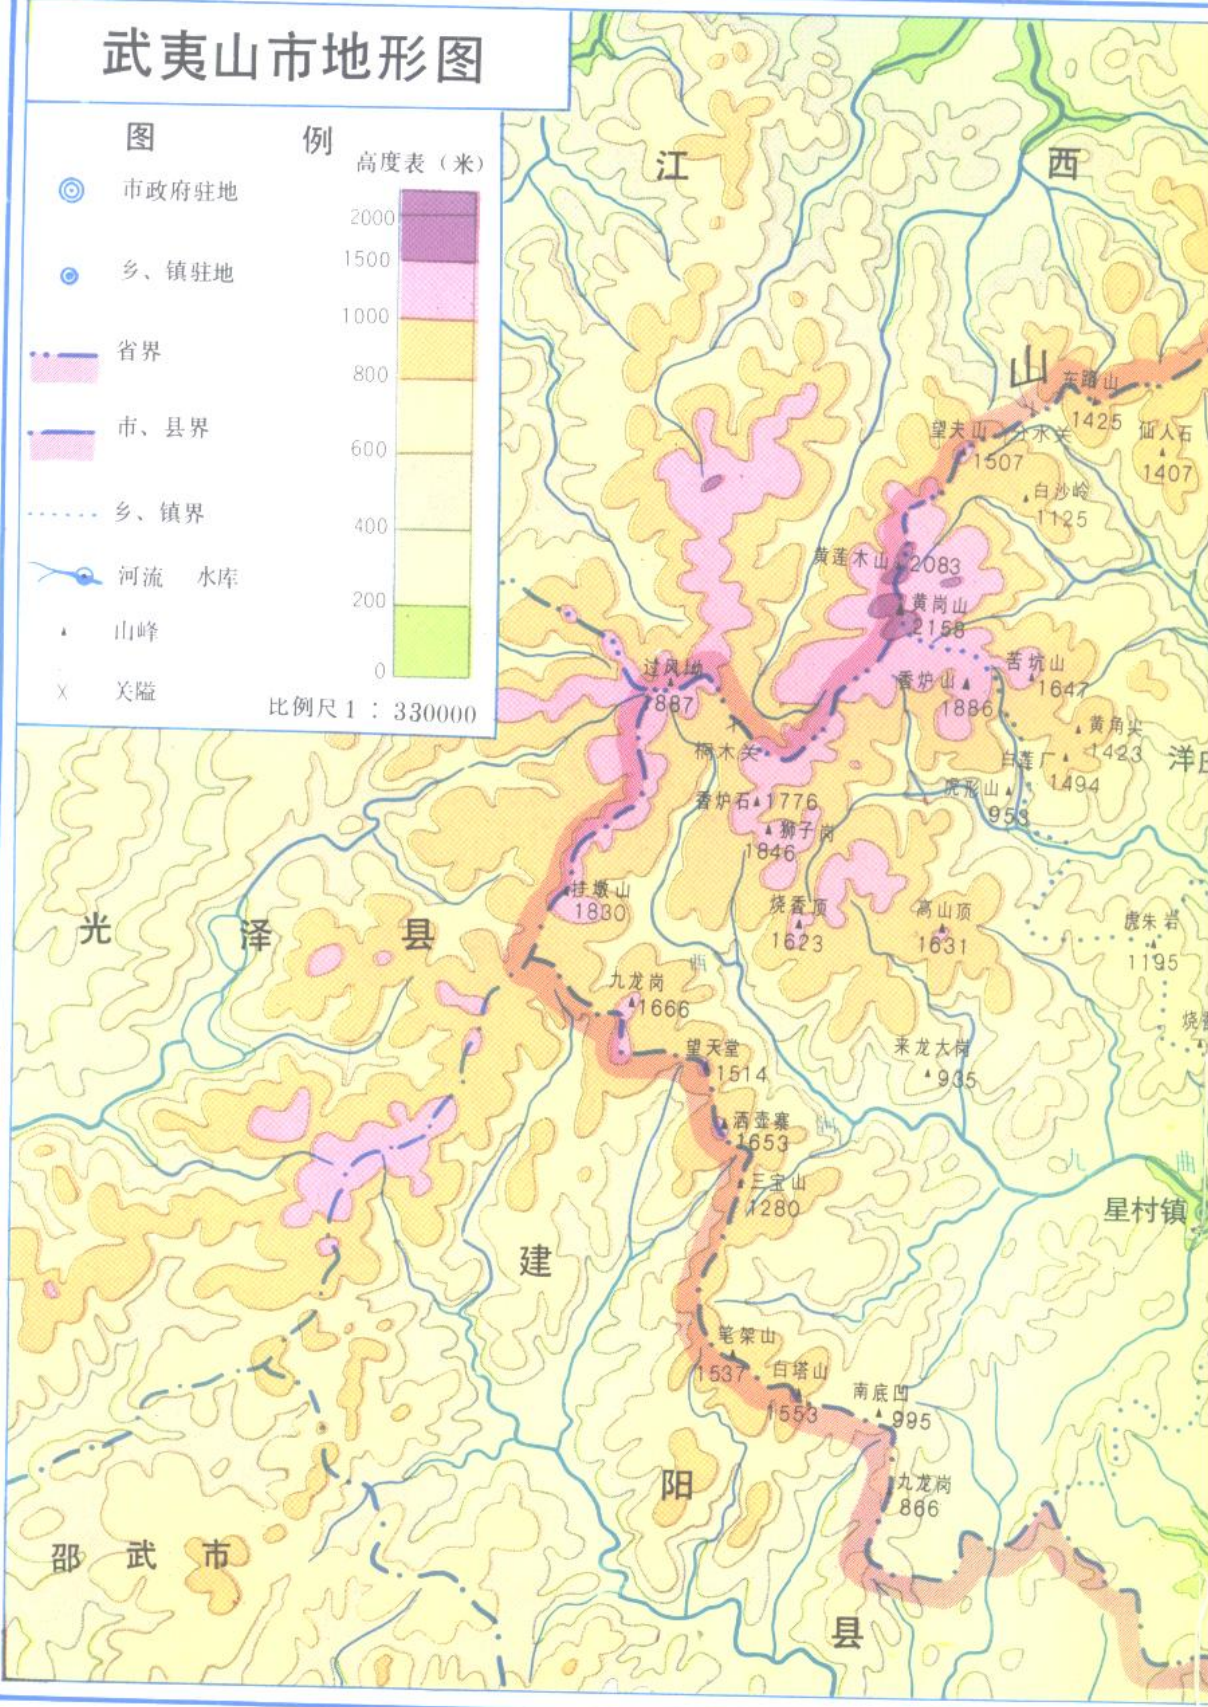 武夷山市地形图
图 例
高度表（米）
市政府驻地
乡、镇驻地
省界
市、县界
乡、镇界
河流 水库
山峰
关隘
2000
1500
1000
800
600
400
200
0
比例尺1：330000
江 西
山
车路山
1425
望夫山
1507
分水关
仙人石
1407
白沙岭
1125
黄莲木山
2083
黄岗山
2158
过风坳
1887
香炉山
1886
苦坑山
1647
桐木关
黄角尖
1423
洋
白莲厂
1494
虎形山
953
香炉石
1776
狮子岗
1846
挂墩山
1830
烧香顶
1623
高山顶
1631
虎朱岩
1195
光 泽 县
西
九龙岗
1666
望天堂
1514
来龙大岗
935
烧
洒壶寨
1653
河
三宝山
1280
九 曲
星村镇
建
笔架山
1537
白塔山
1553
南底凹
995
阳
九龙岗
866
邵武市
县